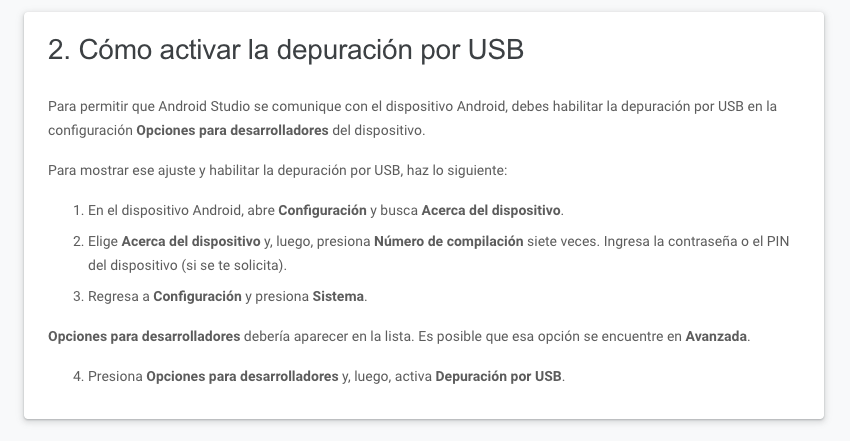 2. Cómo activar la depuración por USB
Para permitir que Android Studio se comunique con el dispositivo Android, debes habilitar la depuración por USB en la
configuración Opciones para desarrolladores del dispositivo.
Para mostrar ese ajuste y habilitar la depuración por USB, haz lo siguiente:
1. En el dispositivo Android, abre Configuración y busca Acerca del dispositivo.
2. Elige Acerca del dispositivo y, luego, presiona Número de compilación siete veces. Ingresa la contraseña o el PIN
del dispositivo (si se te solicita).
3. Regresa a Configuración y presiona Sistema.
Opciones para desarrolladores debería aparecer en la lista. Es posible que esa opción se encuentre en Avanzada.
4. Presiona Opciones para desarrolladores y, luego, activa Depuración por USB.